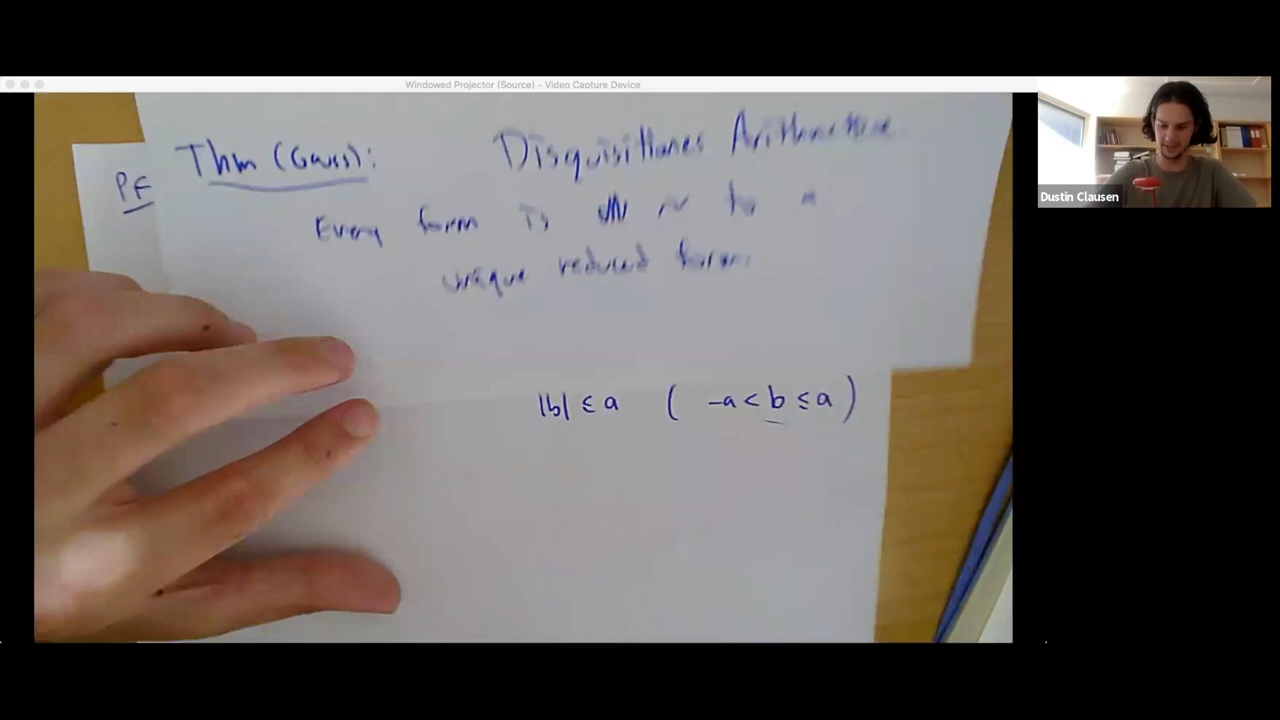 Windowed Projector (Source) - Video Capture Device
Dustin Clausen
Thm (Gauss): Disquisitiones Arithmeticae
Pf
Every form is ~ to a
unique reduced form
|b| ≤ a ( -a < b ≤ a )